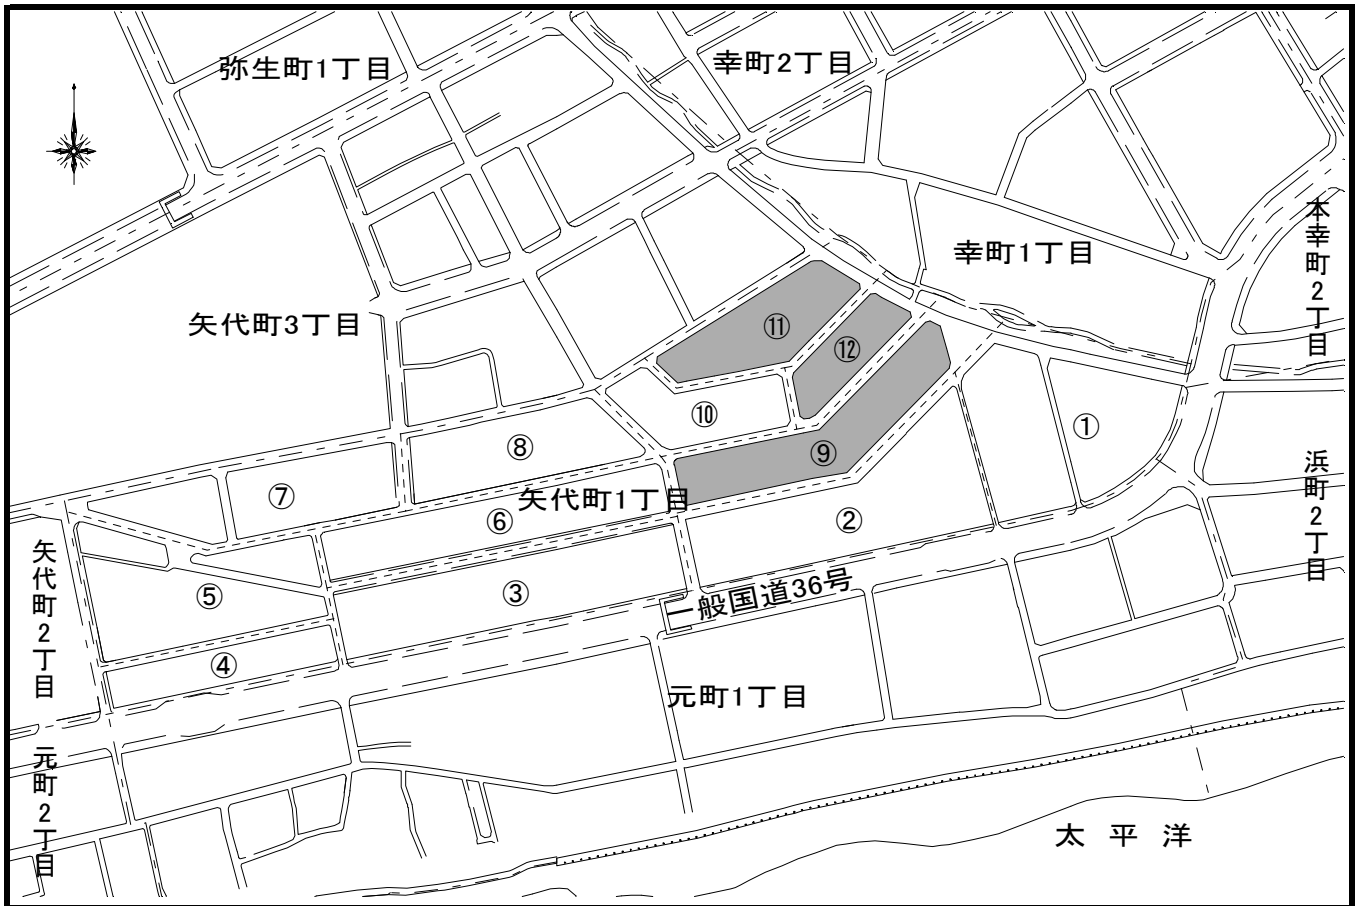 弥生町1丁目
幸町2丁目
本幸町2丁目
幸町1丁目
矢代町3丁目
⑪
⑫
⑩
①
⑧
⑨
浜町2丁目
⑦
矢代町1丁目
⑥
②
矢代町2丁目
⑤
③
一般国道36号
④
元町1丁目
元町2丁目
太平洋